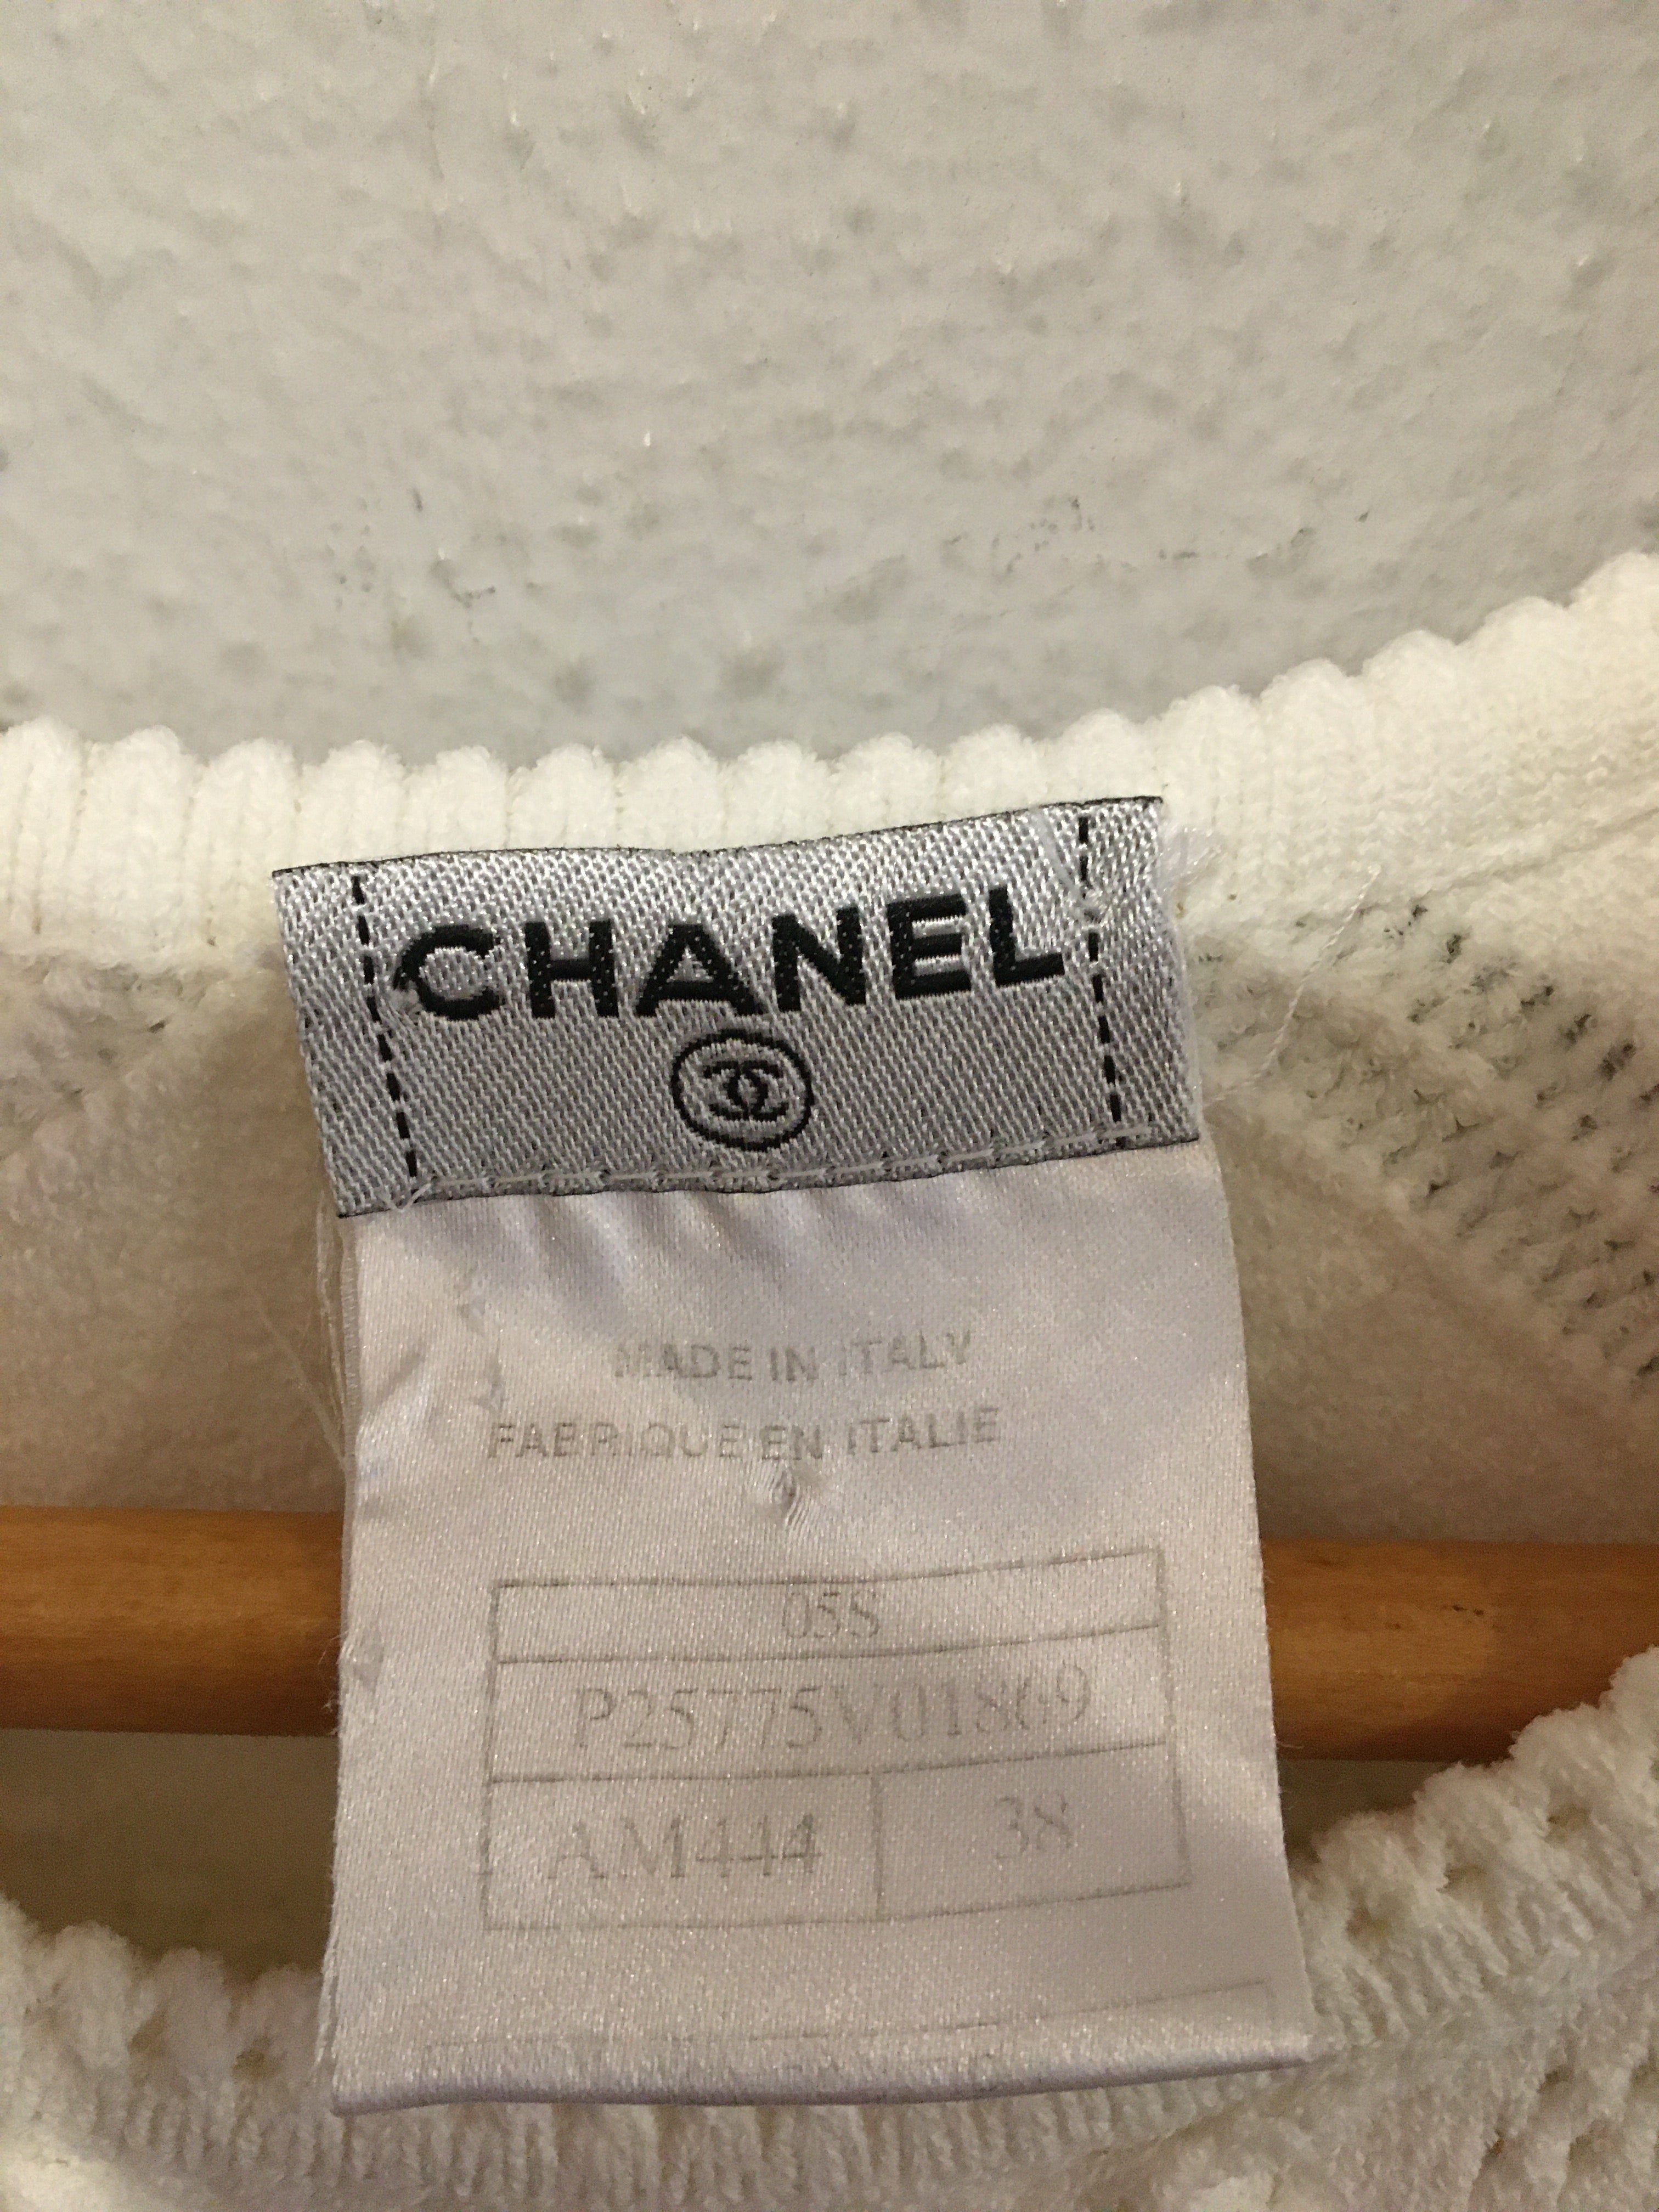 CHANEL
MADE IN ITALY
FABRIQUE EN ITALIE
05S
P25775V01869
AM444 38